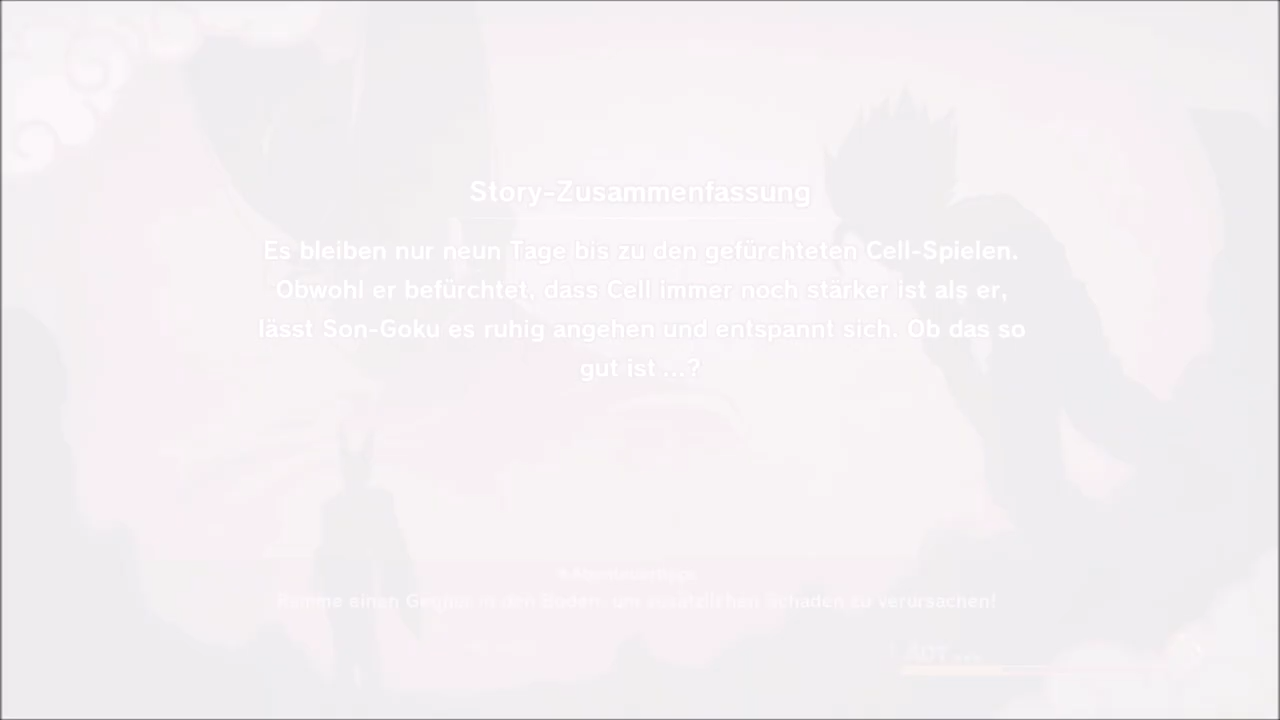 Story-Zusammenfassung
Es bleiben nur neun Tage bis zu den gefürchteten Cell-Spielen.
Obwohl er befürchtet, dass Cell immer noch stärker ist als er,
lässt Son-Goku es ruhig angehen und entspannt sich. Ob das so
gut ist ...?
Ramme einen Gegner in den Boden, um zusätzlichen Schaden zu verursachen!